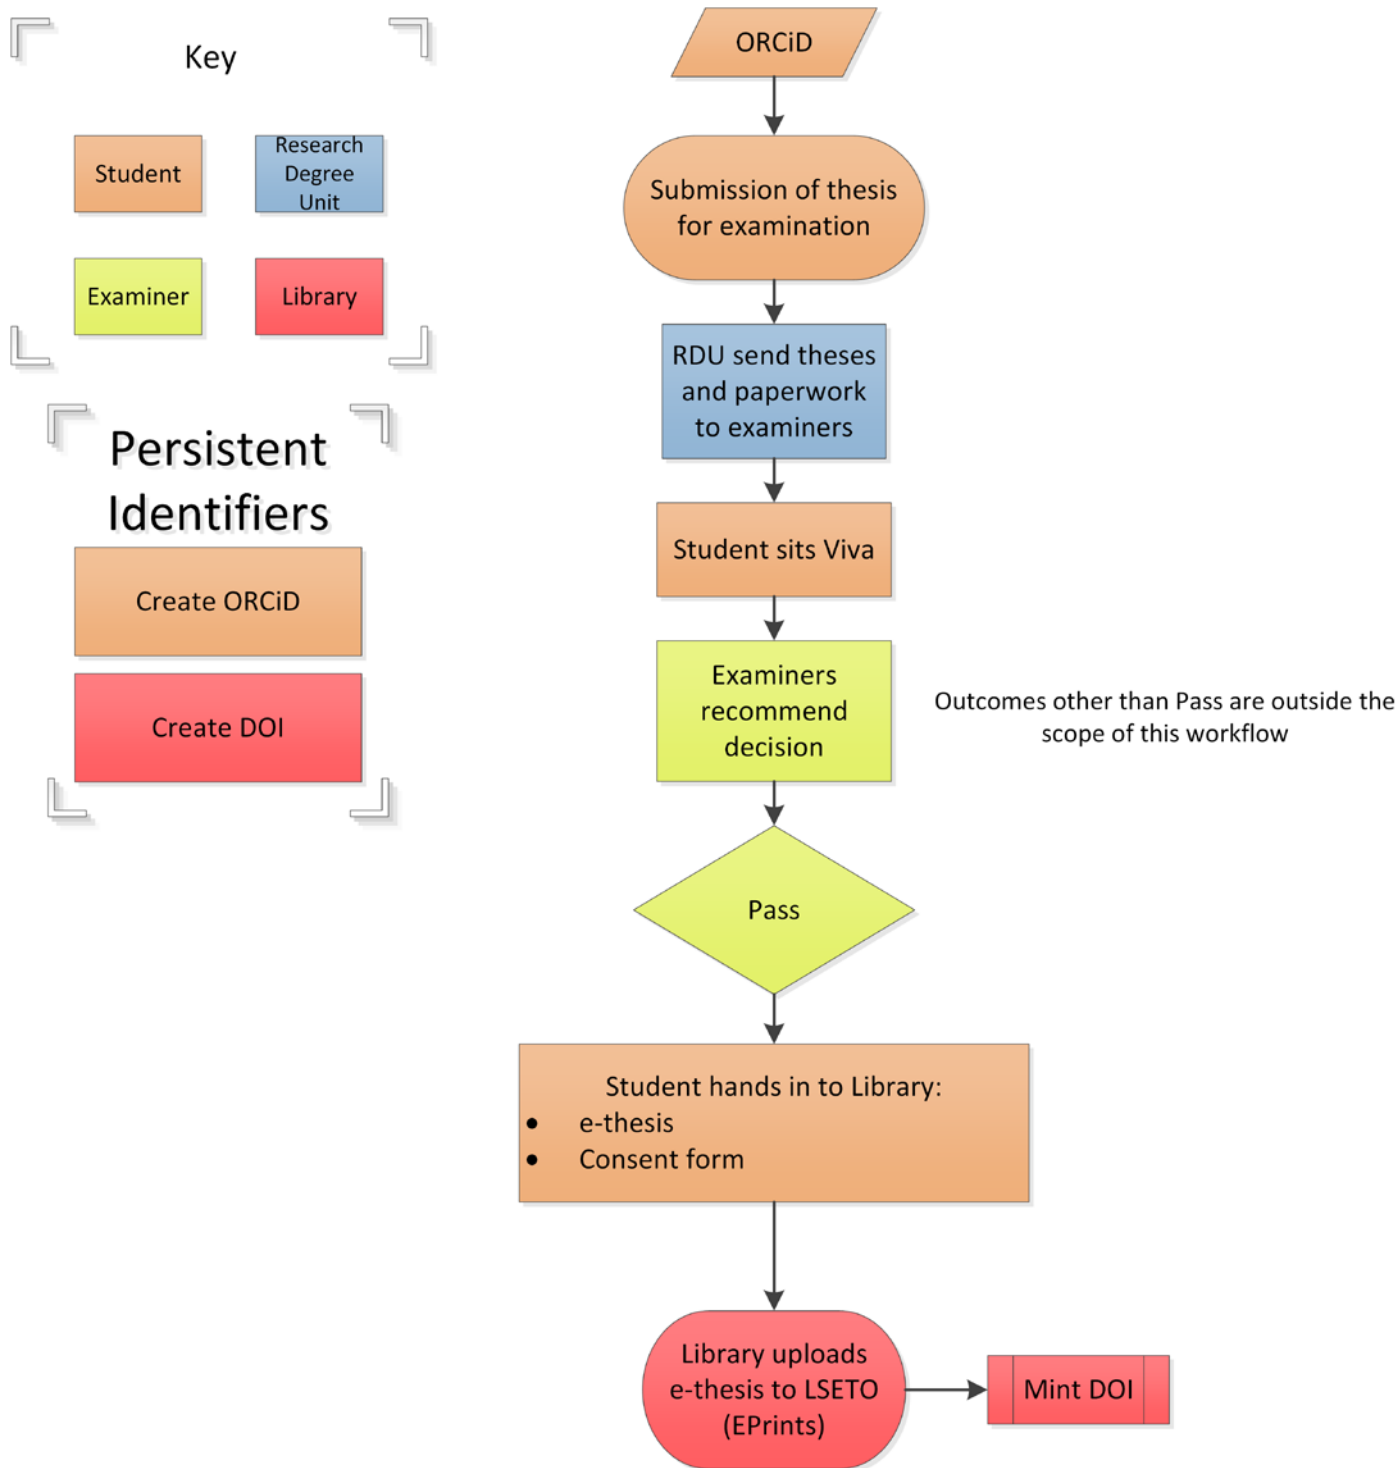 Key
Student
Research
Degree
Unit
Examiner
Library
Persistent
Identifiers
Create ORCiD
Create DOI
ORCiD
Submission of thesis
for examination
RDU send theses
and paperwork
to examiners
Student sits Viva
Examiners
recommend
decision
Outcomes other than Pass are outside the
scope of this workflow
Pass
Student hands in to Library:
• e-thesis
• Consent form
Library uploads
e-thesis to LSETO
(EPrints)
Mint DOI